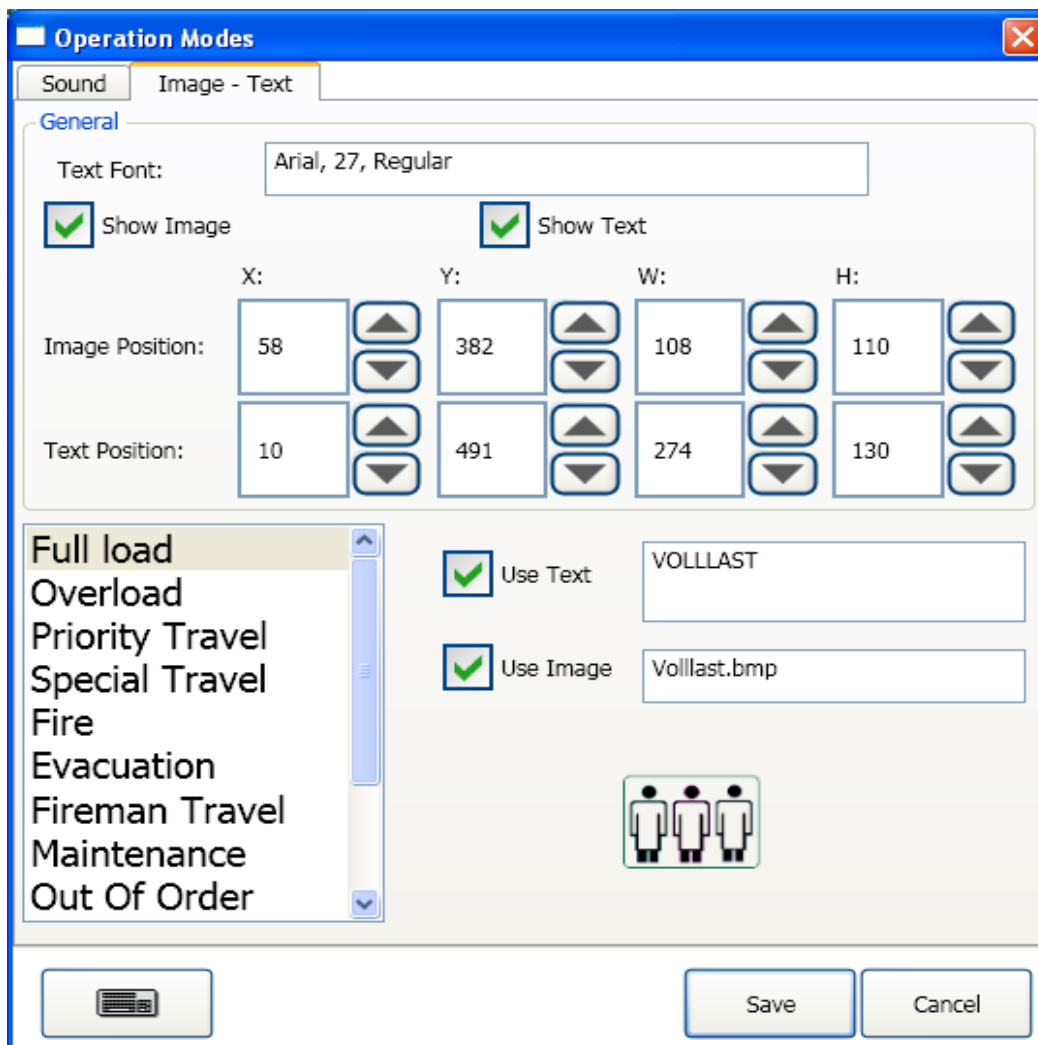 Operation Modes
Sound Image - Text
General
Text Font: Arial, 27, Regular
Show Image Show Text
X: Y: W: H:
Image Position: 58 382 108 110
Text Position: 10 491 274 130
Full load
Overload
Priority Travel
Special Travel
Fire
Evacuation
Fireman Travel
Maintenance
Out Of Order
Use Text VOLLLAST
Use Image Volllast.bmp
Save Cancel